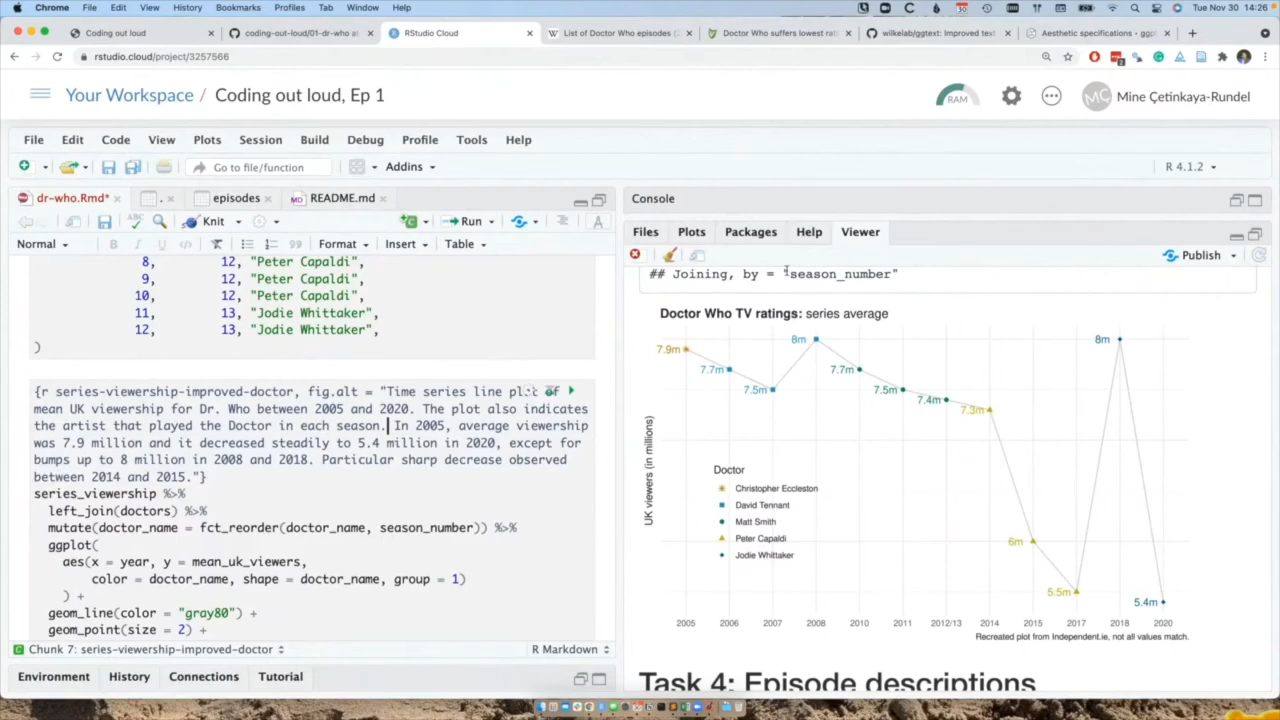 Chrome File Edit View History Bookmarks Profiles Tab Window Help Tue Nov 30 14:26
Coding out loud
coding-out-loud/01-dr-who at
RStudio Cloud
List of Doctor Who episodes (
Doctor Who suffers lowest rati
wilkelab/ggtext: Improved text
Aesthetic specifications • ggpl
rstudio.cloud/project/3257566
Your Workspace / Coding out loud, Ep 1
RAM
MÇ
Mine Çetinkaya-Rundel
File Edit Code View Plots Session Build Debug Profile Tools Help
Go to file/function
Addins
R 4.1.2
dr-who.Rmd*
episodes
README.md
Knit
Run
Normal
Format
Insert
Table
8, 12, "Peter Capaldi",
9, 12, "Peter Capaldi",
10, 12, "Peter Capaldi",
11, 13, "Jodie Whittaker",
12, 13, "Jodie Whittaker",
)
{r series-viewership-improved-doctor, fig.alt = "Time series line plot of
mean UK viewership for Dr. Who between 2005 and 2020. The plot also indicates
the artist that played the Doctor in each season. In 2005, average viewership
was 7.9 million and it decreased steadily to 5.4 million in 2020, except for
bumps up to 8 million in 2008 and 2018. Particular sharp decrease observed
between 2014 and 2015."}
series_viewership %>%
left_join(doctors) %>%
mutate(doctor_name = fct_reorder(doctor_name, season_number)) %>%
ggplot(
aes(x = year, y = mean_uk_viewers,
color = doctor_name, shape = doctor_name, group = 1)
) +
geom_line(color = "gray80") +
geom_point(size = 2) +
Chunk 7: series-viewership-improved-doctor
R Markdown
Environment History Connections Tutorial
Console
Files Plots Packages Help Viewer
Publish
## Joining, by = "season_number"
Doctor Who TV ratings: series average
7.9m
7.7m
7.5m
8m
7.7m
7.5m
7.4m
7.3m
6m
5.5m
8m
5.4m
UK viewers (in millions)
Doctor
Christopher Eccleston
David Tennant
Matt Smith
Peter Capaldi
Jodie Whittaker
2005 2006 2007 2008 2010 2011 2012/13 2014 2015 2017 2018 2020
Recreated plot from Independent.ie, not all values match.
Task 4: Episode descriptions